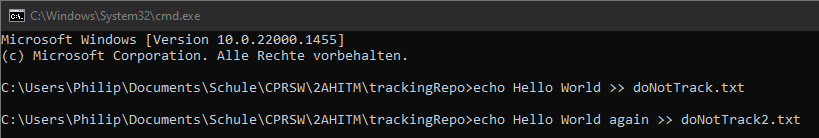 C:\Windows\System32\cmd.exe
Microsoft Windows [Version 10.0.22000.1455]
(c) Microsoft Corporation. Alle Rechte vorbehalten.
C:\Users\Philip\Documents\Schule\CPRSW\2AHITM\trackingRepo>echo Hello World >> doNotTrack.txt
C:\Users\Philip\Documents\Schule\CPRSW\2AHITM\trackingRepo>echo Hello World again >> doNotTrack2.txt